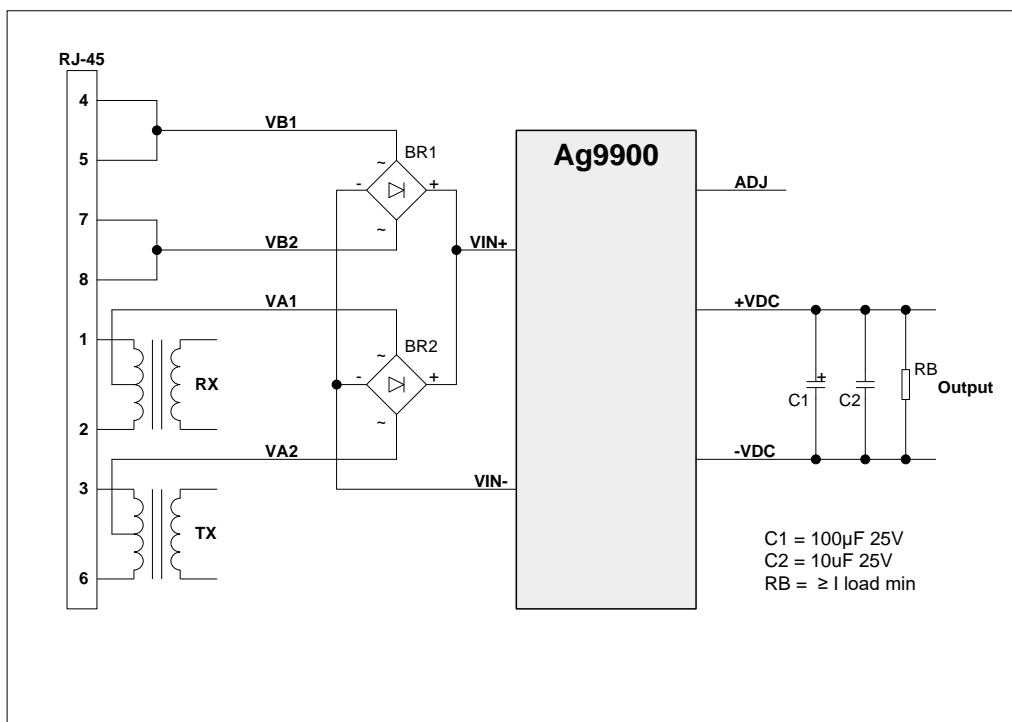 RJ-45
4
5
7
8
1
2
3
6
VB1
VB2
VA1
VA2
RX
TX
~
BR1
-
+
~
~
BR2
-
+
~
VIN+
VIN-
Ag9900
ADJ
+VDC
-VDC
+
C1
C2
RB
Output
C1 = 100µF 25V
C2 = 10uF 25V
RB = ≥ I load min